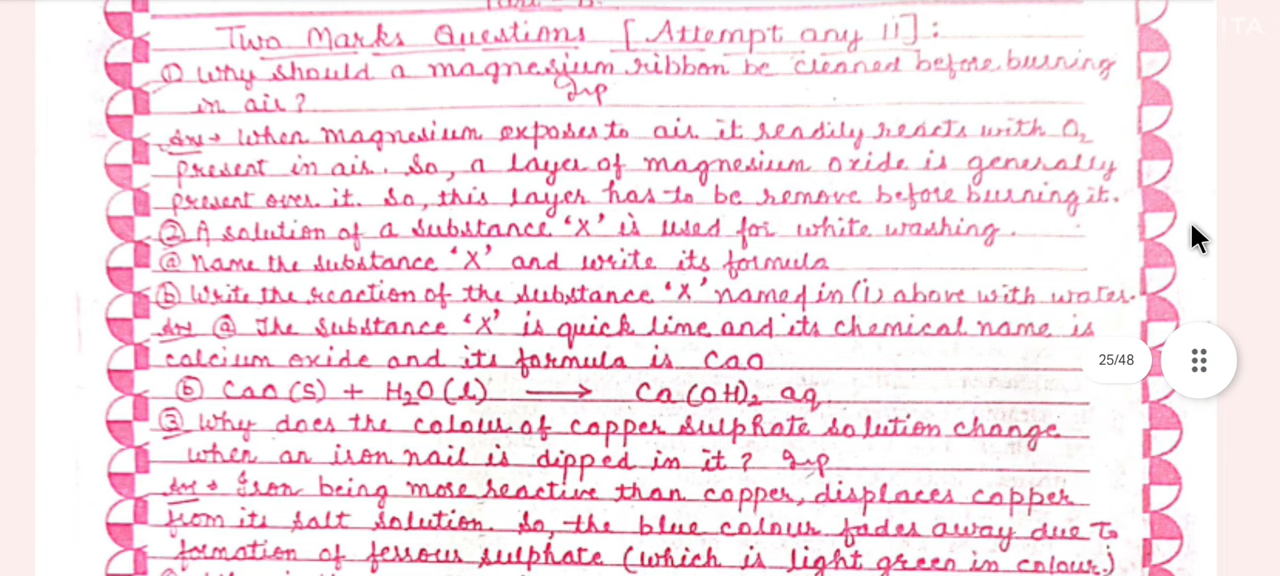 Two Marks Questions [Attempt any 11]:
ITA
① Why should a magnesium ribbon be cleaned before burning
in air? Imp
Ans → When magnesium exposes to air it readily reacts with O₂
present in air. So, a layer of magnesium oxide is generally
present over it. So, this layer has to be remove before burning it.
② A solution of a substance 'X' is used for white washing.
ⓐ Name the substance 'X' and write its formula
ⓑ Write the reaction of the substance 'X' named in (i) above with water.
Ans ⓐ The substance 'X' is quick lime and its chemical name is
calcium oxide and its formula is CaO
25/48
ⓑ CaO (s) + H₂O (l) ⟶ Ca(OH)₂ aq.
③ Why does the colour of copper sulphate solution change
when an iron nail is dipped in it? Imp
Ans → Iron being more reactive than copper, displaces copper
from its salt solution. So, the blue colour fades away due to
formation of ferrous sulphate (which is light green in colour.)